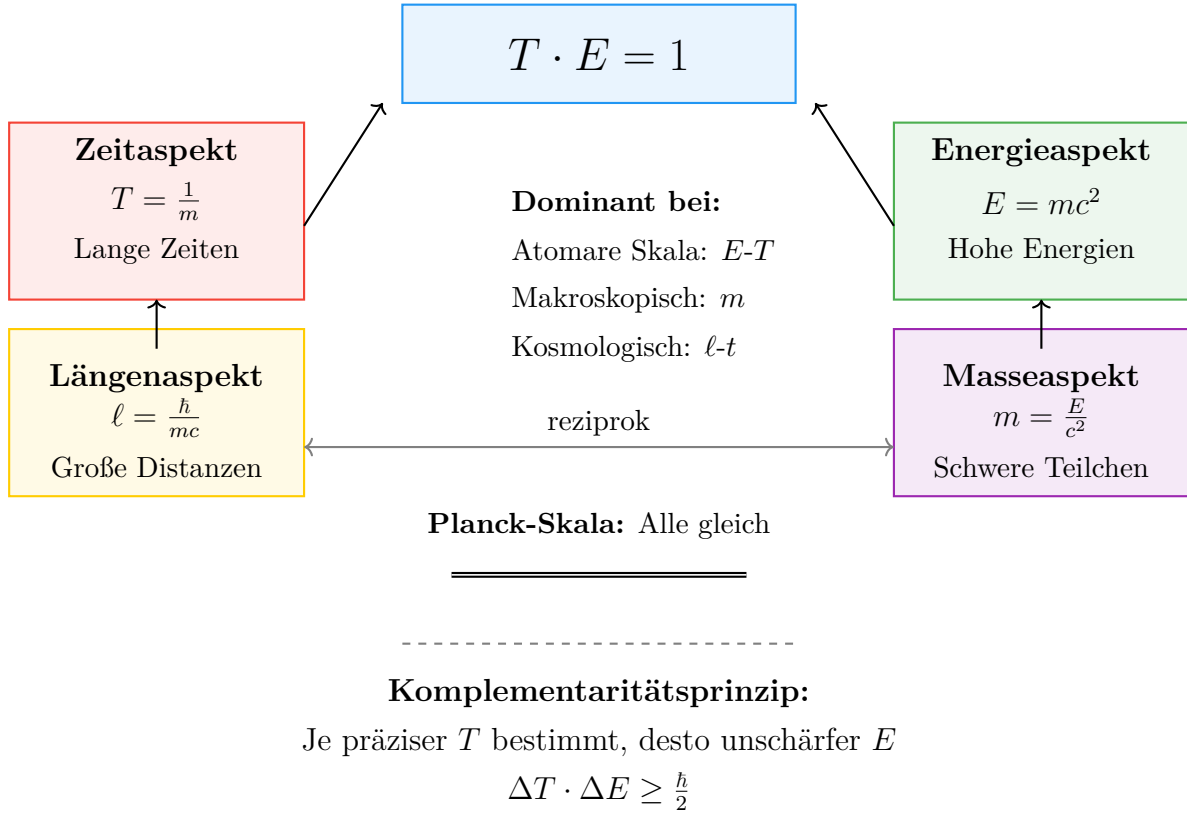 T · E = 1
Zeitaspekt
T = 1/m
Lange Zeiten
Energieaspekt
E = mc²
Hohe Energien
Dominant bei:
Atomare Skala: E-T
Makroskopisch: m
Kosmologisch: ℓ-t
Längenaspekt
ℓ = ħ/mc
Große Distanzen
reziprok
Masseaspekt
m = E/c²
Schwere Teilchen
Planck-Skala: Alle gleich
Komplementaritätsprinzip:
Je präziser T bestimmt, desto unschärfer E
ΔT · ΔE ≥ ħ/2